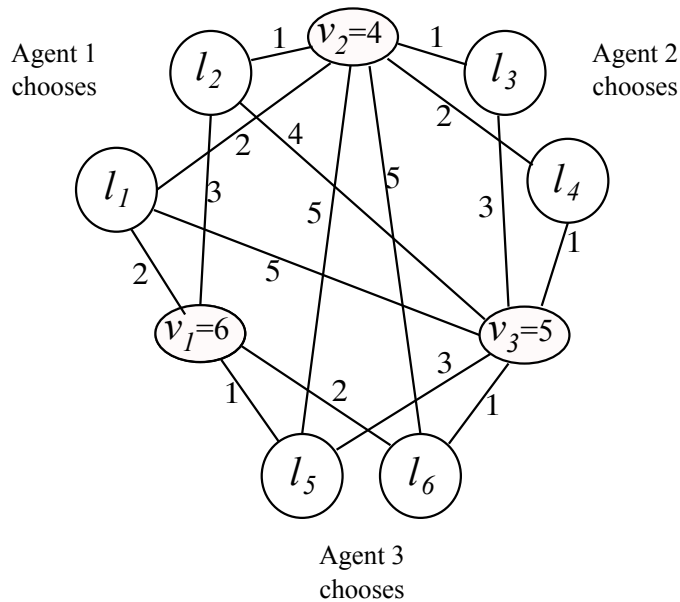 v2=4
1
1
Agent 1
chooses
l2
l3
Agent 2
chooses
2
4
2
l1
3
5
5
3
l4
1
2
5
v1=6
v3=5
1
2
3
1
l5
l6
Agent 3
chooses